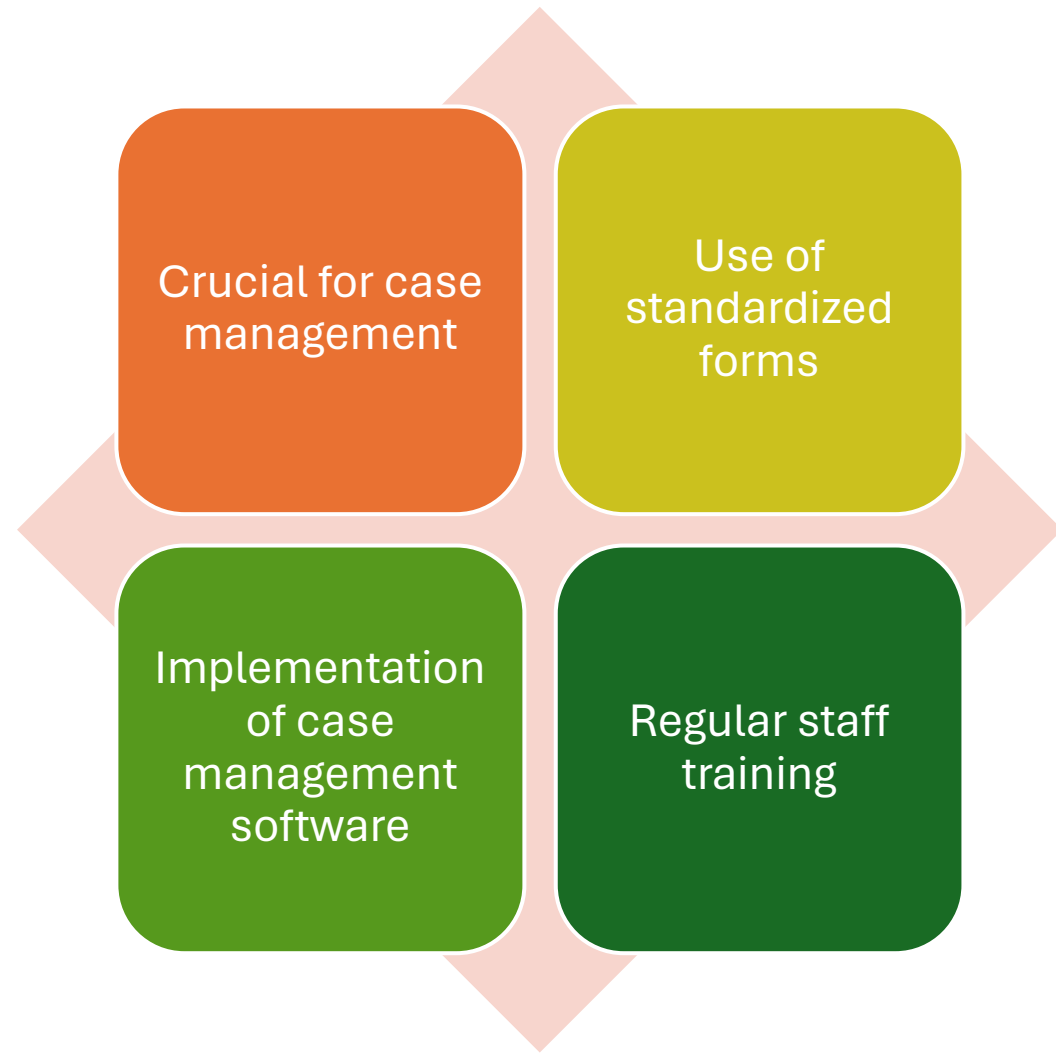 Crucial for case
management
Use of
standardized
forms
Implementation
of case
management
software
Regular staff
training